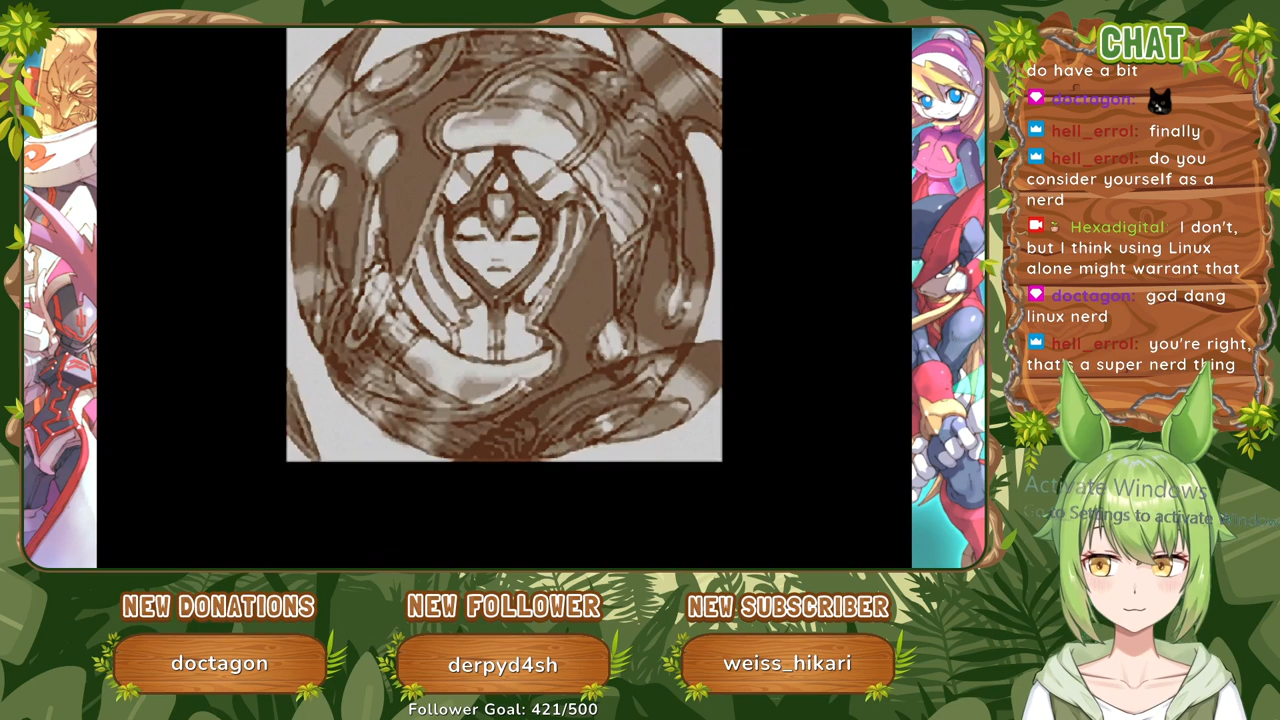 CHAT
do have a bit
doctagon:
hell_errol: finally
hell_errol: do you
consider yourself as a
nerd
Hexadigital: I don't,
but I think using Linux
alone might warrant that
doctagon: god dang
linux nerd
hell_errol: you're right,
that's a super nerd thing
Activate Windows
Go to Settings to activate Windows
NEW DONATIONS
doctagon
NEW FOLLOWER
derpyd4sh
Follower Goal: 421/500
NEW SUBSCRIBER
weiss_hikari